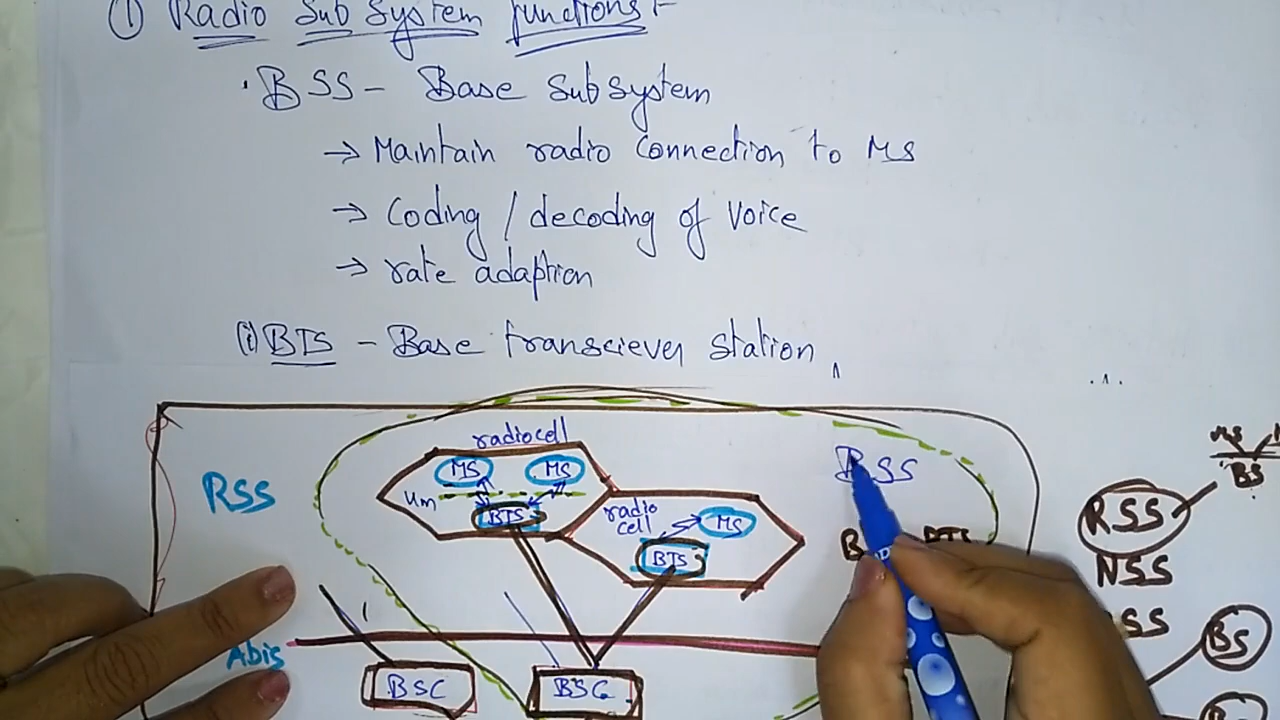 ① Radio Sub System functions:-
· BSS - Base Subsystem
→ Maintain radio connection to MS
→ Coding / decoding of Voice
→ rate adaption
(i) BTS - Base transciever station
radiocell
MS MS
BSS
RSS
Um
BTS
radio
cell
MS
BTS
MS
BS
RSS
NSS
BS
Abis
BSC
BSC